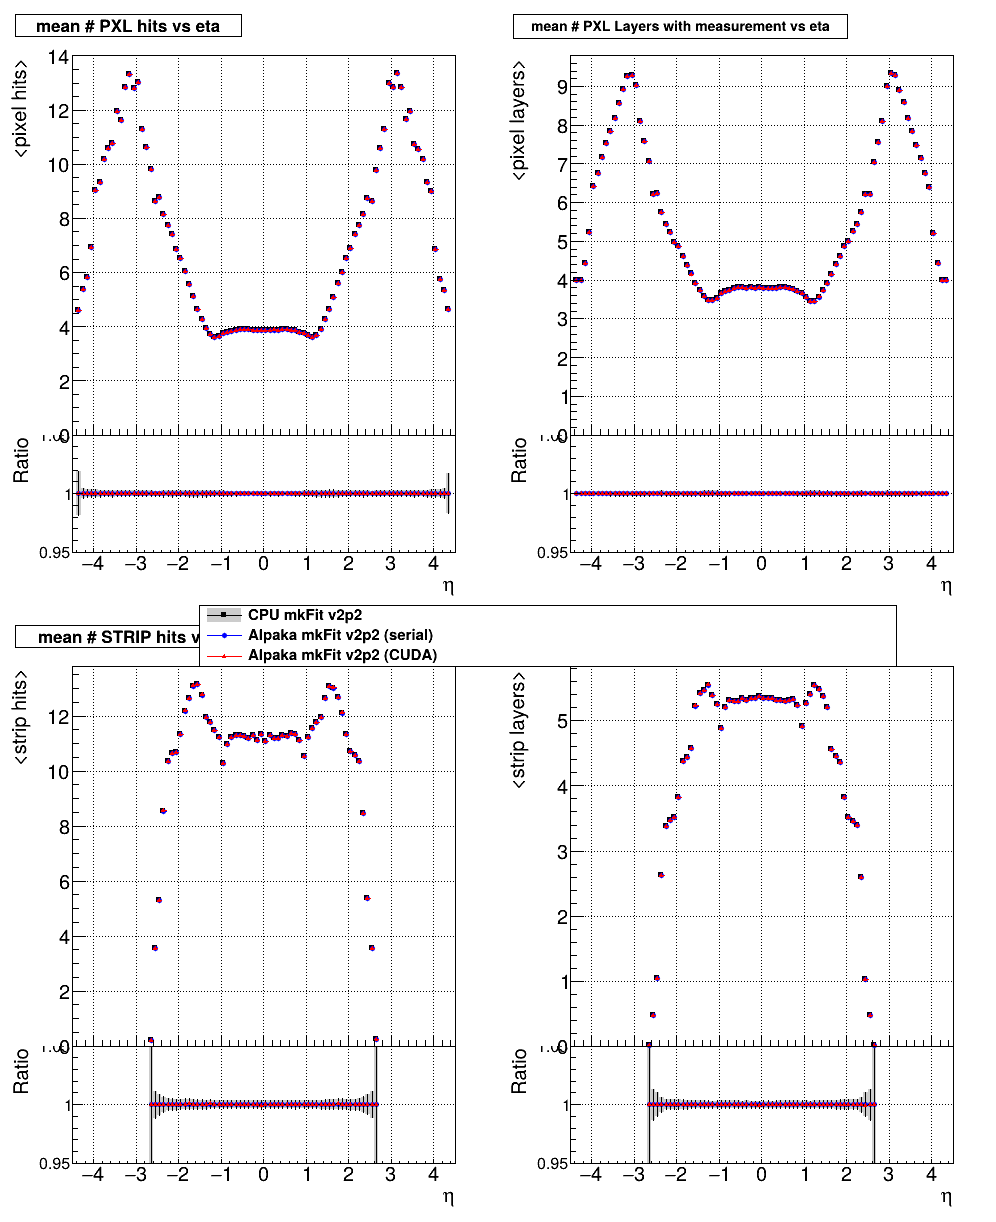 mean # PXL hits vs eta
mean # PXL Layers with measurement vs eta
<pixel hits>
14
12
10
8
6
4
2
0
<pixel layers>
9
8
7
6
5
4
3
2
1
0
Ratio
1
0.95
−4 −3 −2 −1 0 1 2 3 4
η
Ratio
1
0.95
−4 −3 −2 −1 0 1 2 3 4
η
CPU mkFit v2p2
Alpaka mkFit v2p2 (serial)
Alpaka mkFit v2p2 (CUDA)
mean # STRIP hits v
<strip hits>
12
10
8
6
4
2
0
<strip layers>
5
4
3
2
1
0
Ratio
1
0.95
−4 −3 −2 −1 0 1 2 3 4
η
Ratio
1
0.95
−4 −3 −2 −1 0 1 2 3 4
η